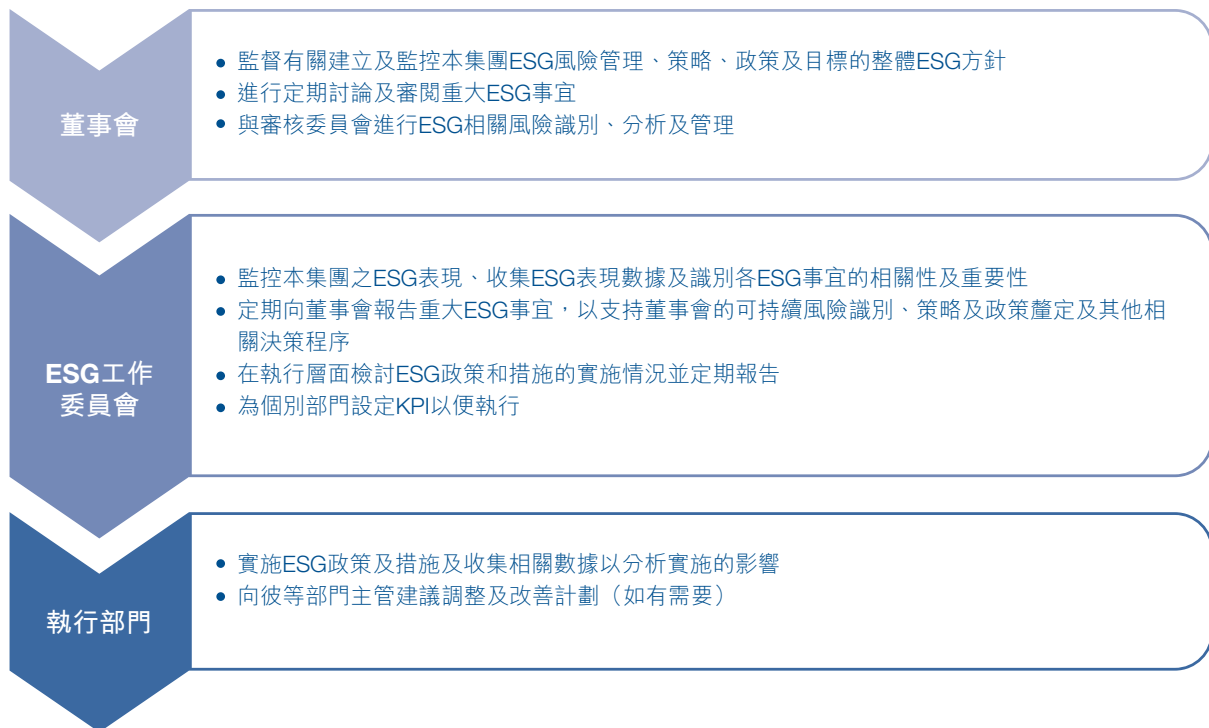 董事會
• 監督有關建立及監控本集團ESG風險管理、策略、政策及目標的整體ESG方針
• 進行定期討論及審閱重大ESG事宜
• 與審核委員會進行ESG相關風險識別、分析及管理
ESG工作
委員會
• 監控本集團之ESG表現、收集ESG表現數據及識別各ESG事宜的相關性及重要性
• 定期向董事會報告重大ESG事宜，以支持董事會的可持續風險識別、策略及政策釐定及其他相
關決策程序
• 在執行層面檢討ESG政策和措施的實施情況並定期報告
• 為個別部門設定KPI以便執行
執行部門
• 實施ESG政策及措施及收集相關數據以分析實施的影響
• 向彼等部門主管建議調整及改善計劃（如有需要）